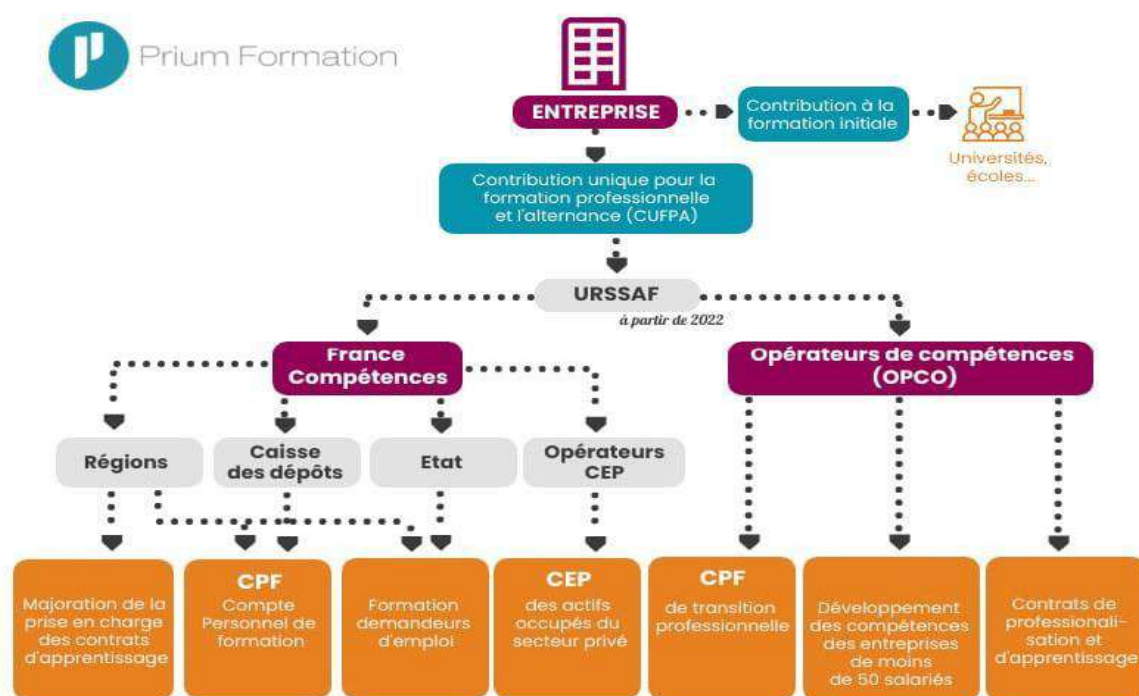 Prium Formation
ENTREPRISE
Contribution à la
formation initiale
Universités,
écoles...
Contribution unique pour la
formation professionnelle
et l'alternance (CUFPA)
URSSAF
à partir de 2022
France
Compétences
Opérateurs de compétences
(OPCO)
Régions
Caisse
des dépôts
Etat
Opérateurs
CEP
Majoration de la
prise en charge
des contrats
d'apprentissage
CPF
Compte
Personnel de
formation
Formation
demandeurs
d'emploi
CEP
des actifs
occupés du
secteur privé
CPF
de transition
professionnelle
Développement
des compétences
des entreprises
de moins
de 50 salariés
Contrats de
professionali-
sation et
d'apprentissage